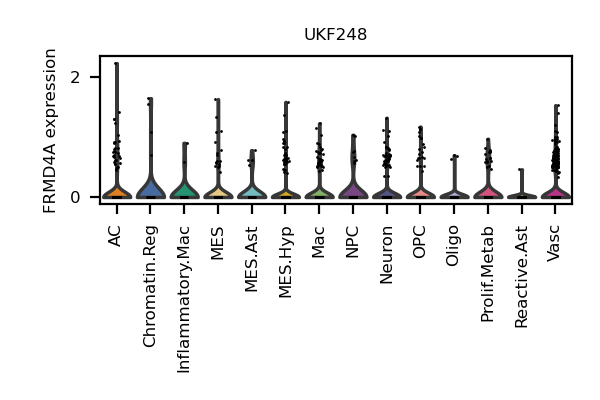 UKF248
FRMD4A expression
2
0
AC
Chromatin.Reg
Inflammatory.Mac
MES
MES.Ast
MES.Hyp
Mac
NPC
Neuron
OPC
Oligo
Prolif.Metab
Reactive.Ast
Vasc